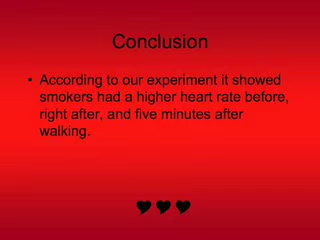 Conclusion
• According to our experiment it showed
smokers had a higher heart rate before,
right after, and five minutes after
walking.